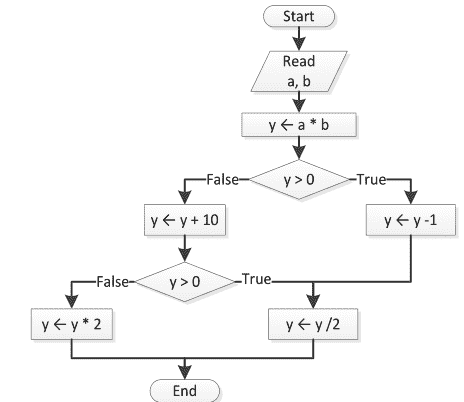 Start
Read
a, b
y ← a * b
y > 0
False
True
y ← y + 10
y ← y -1
y > 0
False
True
y ← y * 2
y ← y /2
End